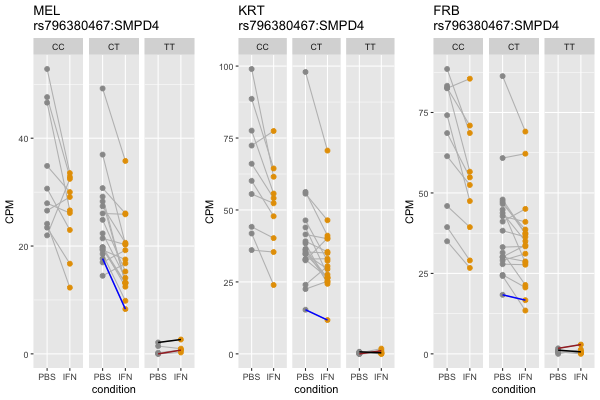 MEL
rs796380467:SMPD4
CC CT TT
CPM
40
20
0
PBS IFN PBS IFN PBS IFN
condition
KRT
rs796380467:SMPD4
CC CT TT
CPM
100
75
50
25
0
PBS IFN PBS IFN PBS IFN
condition
FRB
rs796380467:SMPD4
CC CT TT
CPM
75
50
25
0
PBS IFN PBS IFN PBS IFN
condition